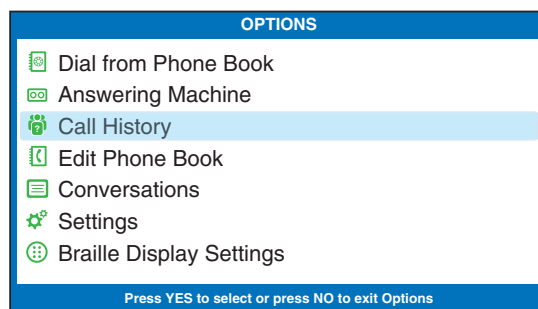 OPTIONS
Dial from Phone Book
Answering Machine
Call History
Edit Phone Book
Conversations
Settings
Braille Display Settings
Press YES to select or press NO to exit Options